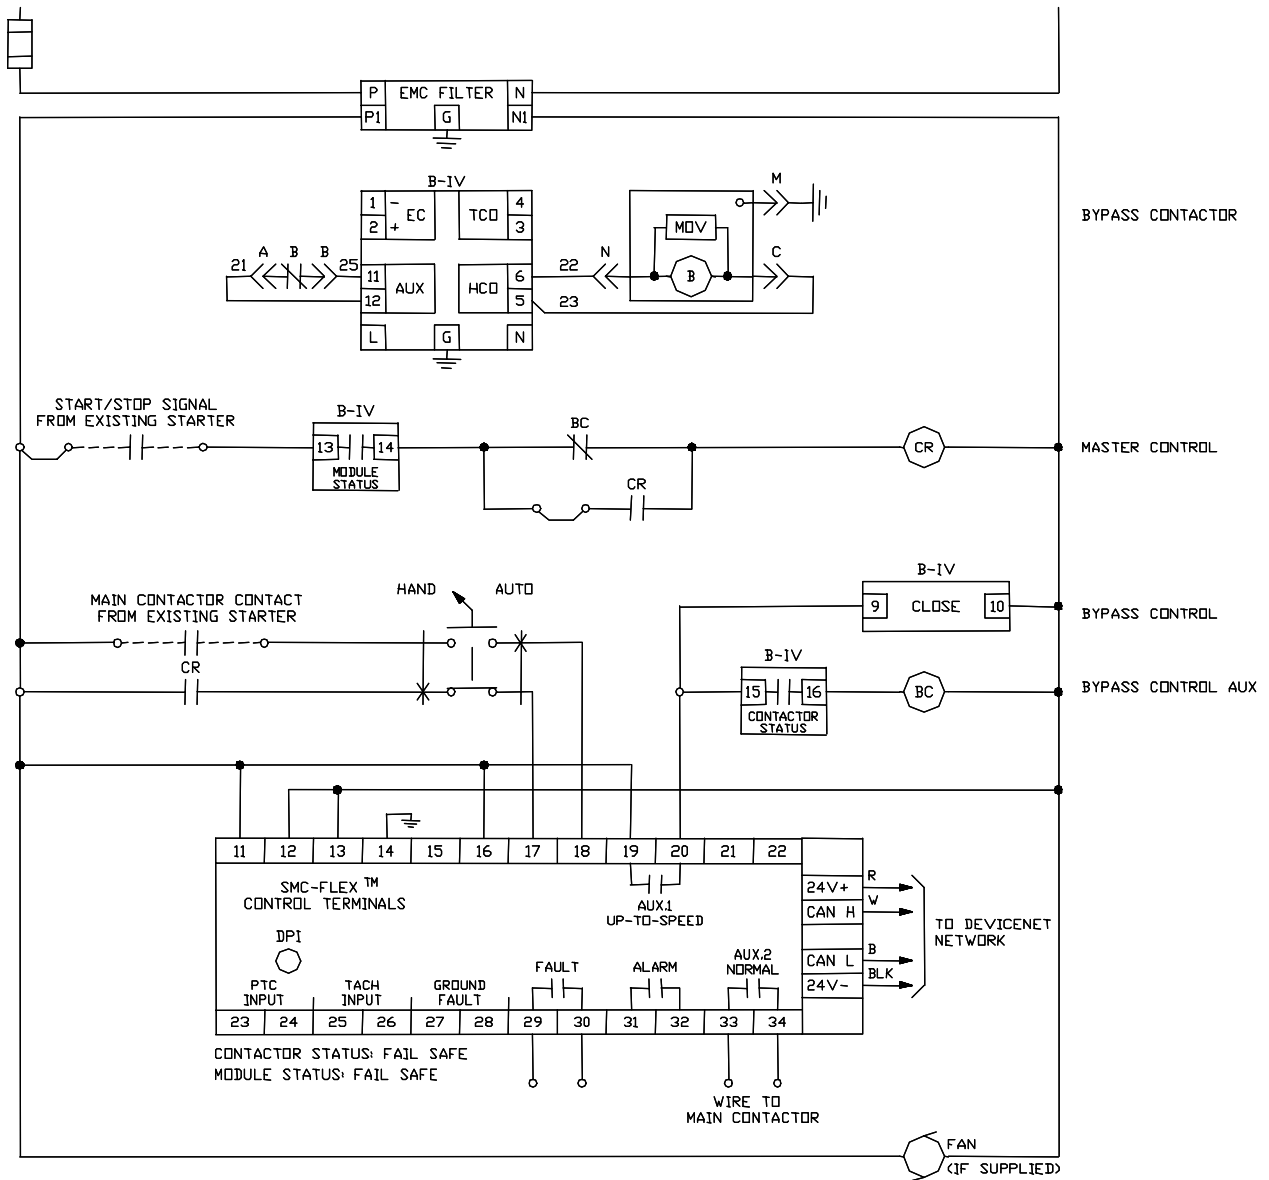 P EMC FILTER N
P1 G N1
B-IV
1 - EC TCO 4
2 + 3
M
MOV
BYPASS CONTACTOR
A B B
21 25 11 AUX HCO 6 22 N B C
12 5 23
L G N
START/STOP SIGNAL
FROM EXISTING STARTER
B-IV
13 14
MODULE
STATUS
BC
CR
CR
MASTER CONTROL
MAIN CONTACTOR CONTACT
FROM EXISTING STARTER
CR
HAND AUTO
B-IV
9 CLOSE 10
BYPASS CONTROL
B-IV
15 16
CONTACTOR
STATUS
BC
BYPASS CONTROL AUX
11 12 13 14 15 16 17 18 19 20 21 22
SMC-FLEX™
CONTROL TERMINALS
AUX.1
UP-TO-SPEED
24V+ R
CAN H W
CAN L B
24V- BLK
TO DEVICENET
NETWORK
DPI
PTC
INPUT
TACH
INPUT
GROUND
FAULT
FAULT
ALARM
AUX.2
NORMAL
23 24 25 26 27 28 29 30 31 32 33 34
CONTACTOR STATUS: FAIL SAFE
MODULE STATUS: FAIL SAFE
WIRE TO
MAIN CONTACTOR
FAN
(IF SUPPLIED)